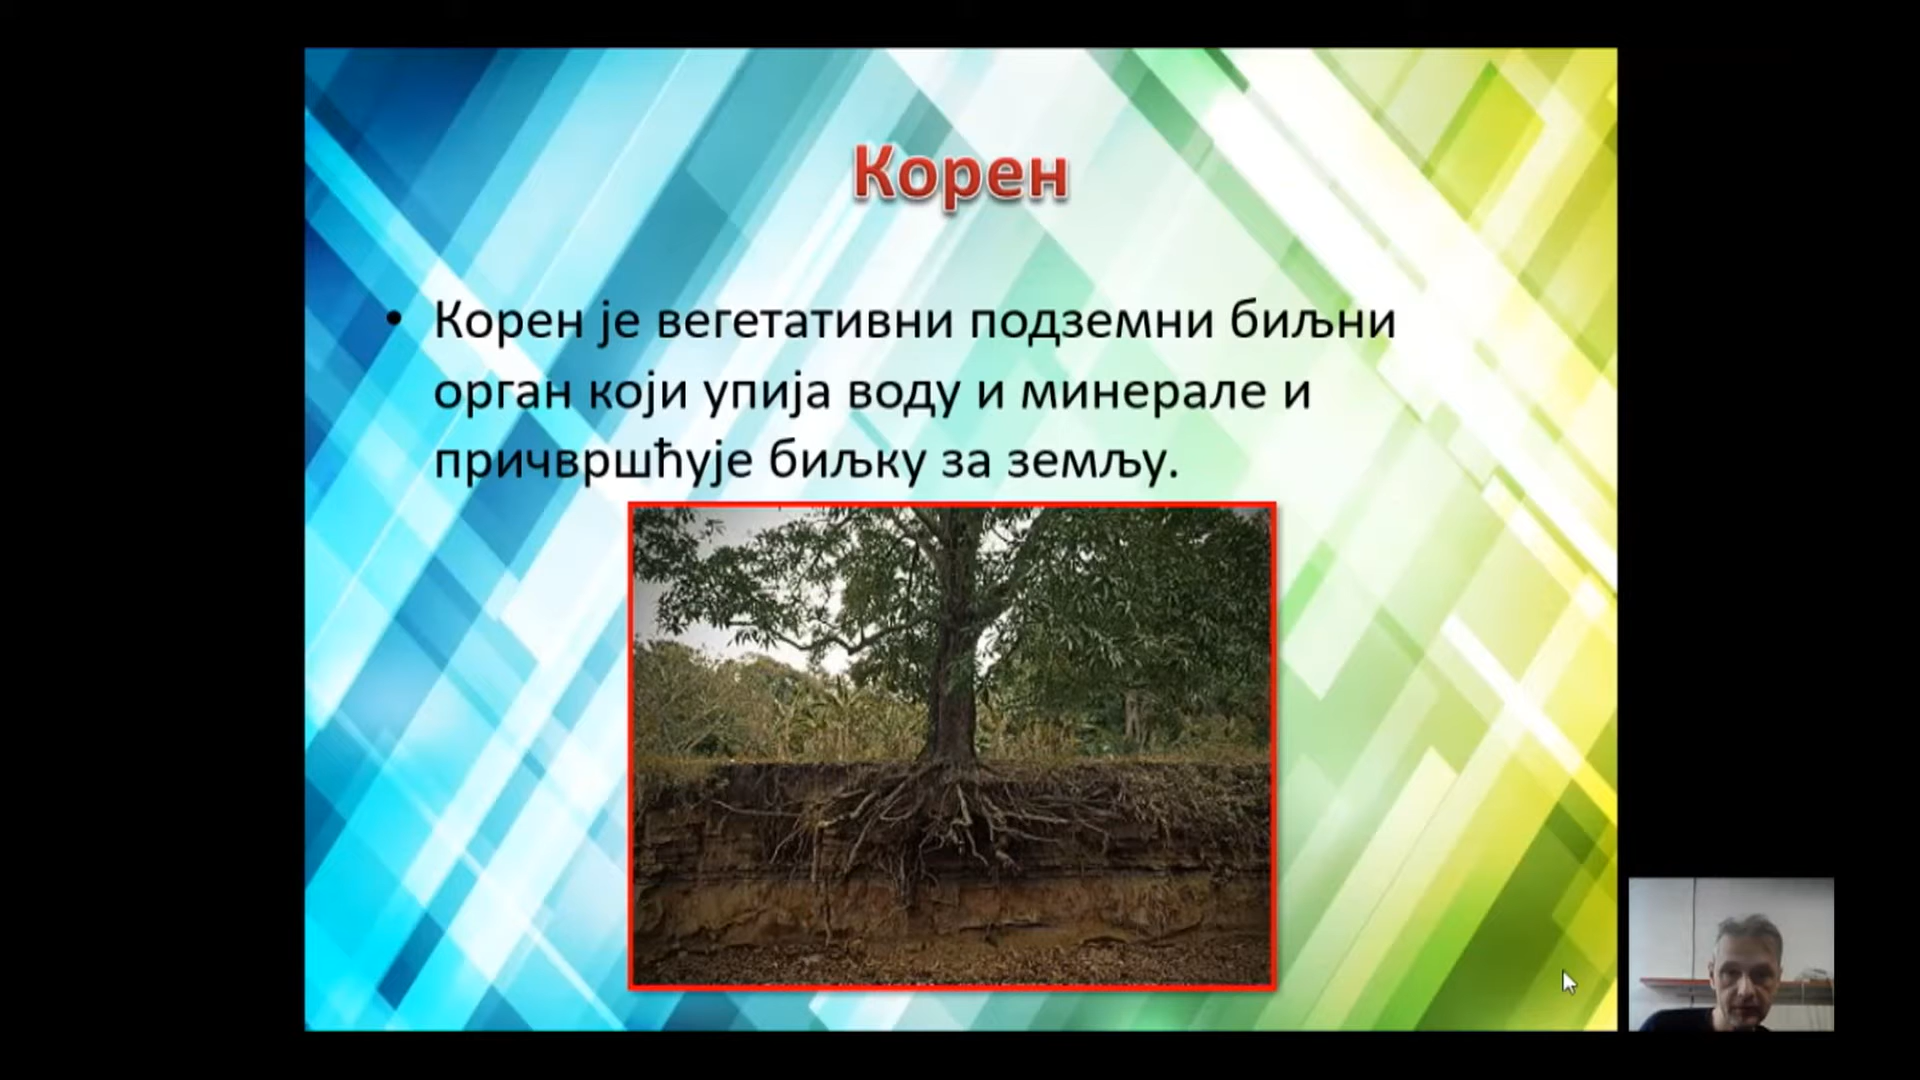 Корен
• Корен је вегетативни подземни биљни
орган који упија воду и минерале и
причвршћује биљку за земљу.